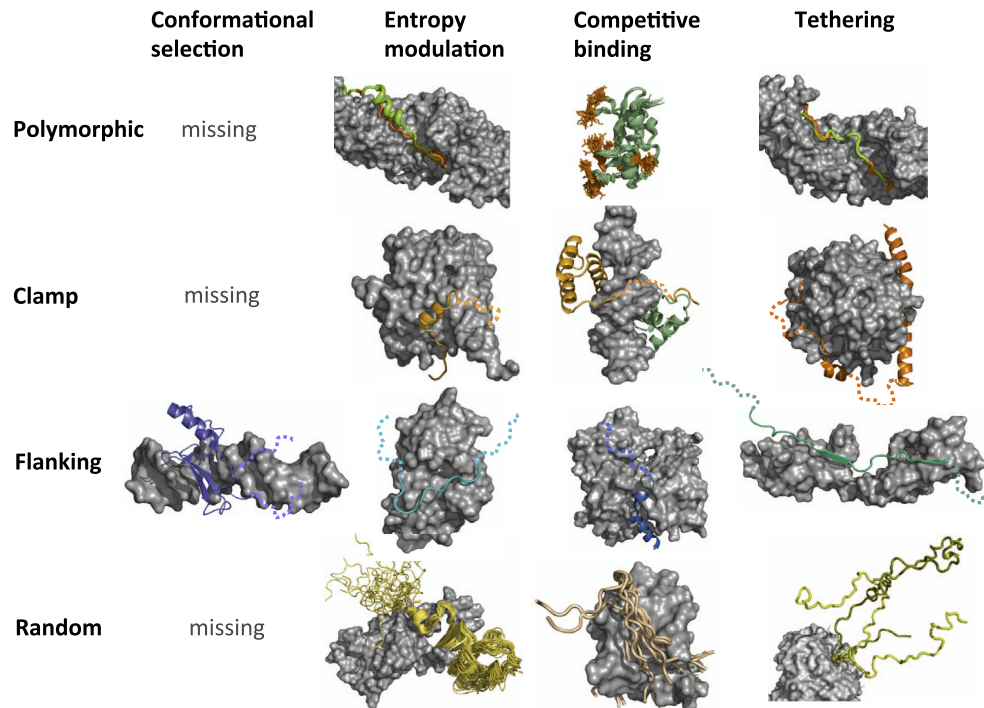 Conformational selection
Entropy modulation
Competitive binding
Tethering
Polymorphic
missing
Clamp
missing
Flanking
Random
missing